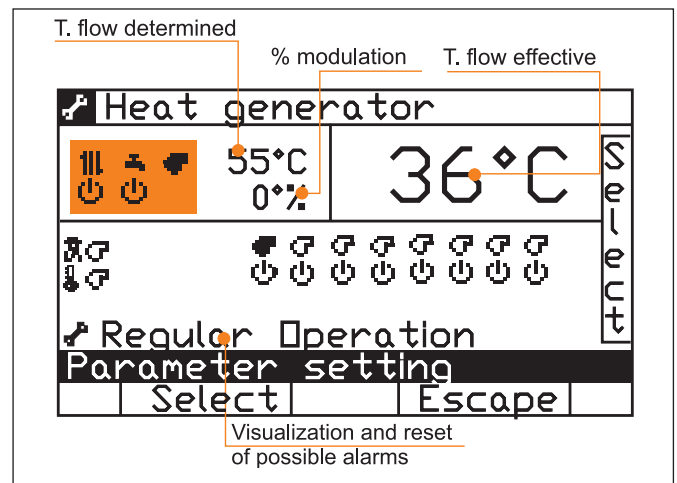 T. flow determined
% modulation
T. flow effective
Heat generator
55°C
0°%
36°C
Select
Regular Operation
Parameter setting
Select Escape
Visualization and reset
of possible alarms